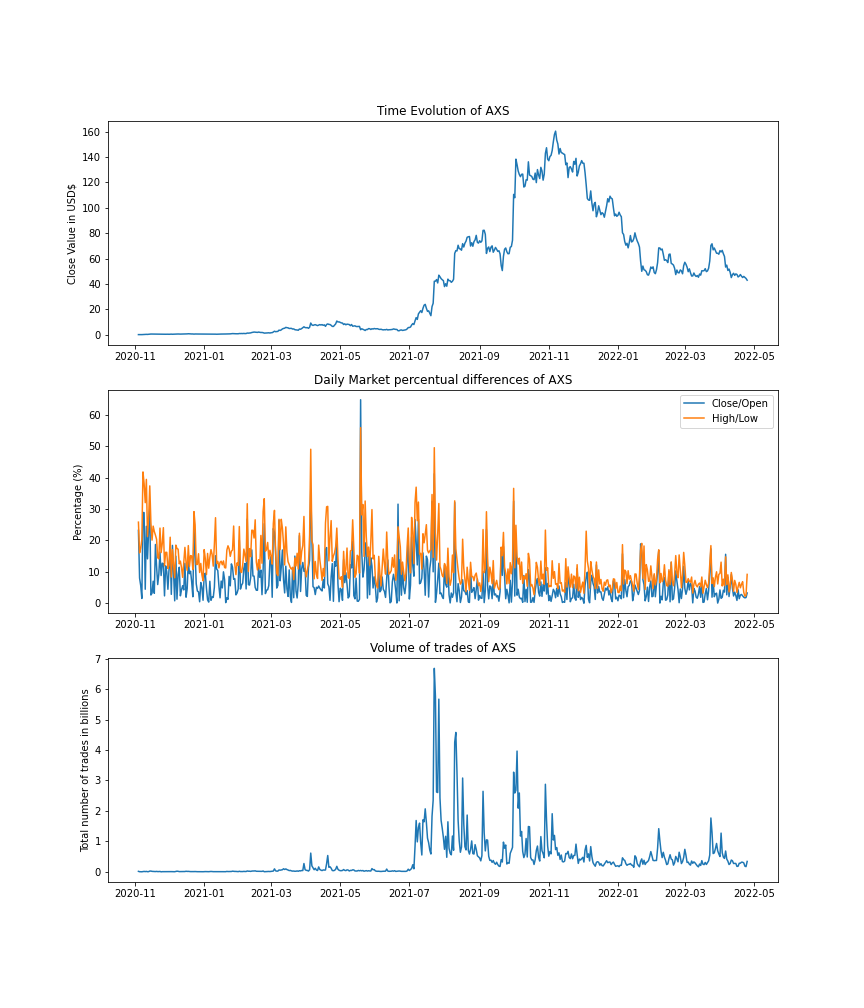 Time Evolution of AXS
Close Value in USD$
160
140
120
100
80
60
40
20
0
2020-11 2021-01 2021-03 2021-05 2021-07 2021-09 2021-11 2022-01 2022-03 2022-05
Daily Market percentual differences of AXS
Close/Open
High/Low
Percentage (%)
60
50
40
30
20
10
0
2020-11 2021-01 2021-03 2021-05 2021-07 2021-09 2021-11 2022-01 2022-03 2022-05
Volume of trades of AXS
Total number of trades in billions
7
6
5
4
3
2
1
0
2020-11 2021-01 2021-03 2021-05 2021-07 2021-09 2021-11 2022-01 2022-03 2022-05